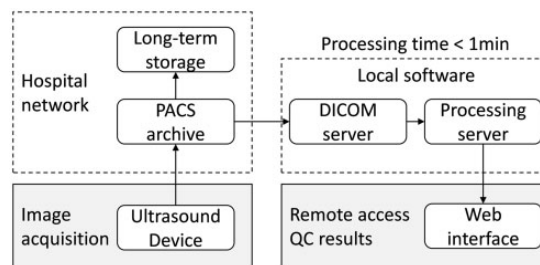 Long-term
storage
Hospital
network
PACS
archive
Image
acquisition
Ultrasound
Device
Processing time < 1min
Local software
DICOM
server
Processing
server
Remote access
QC results
Web
interface